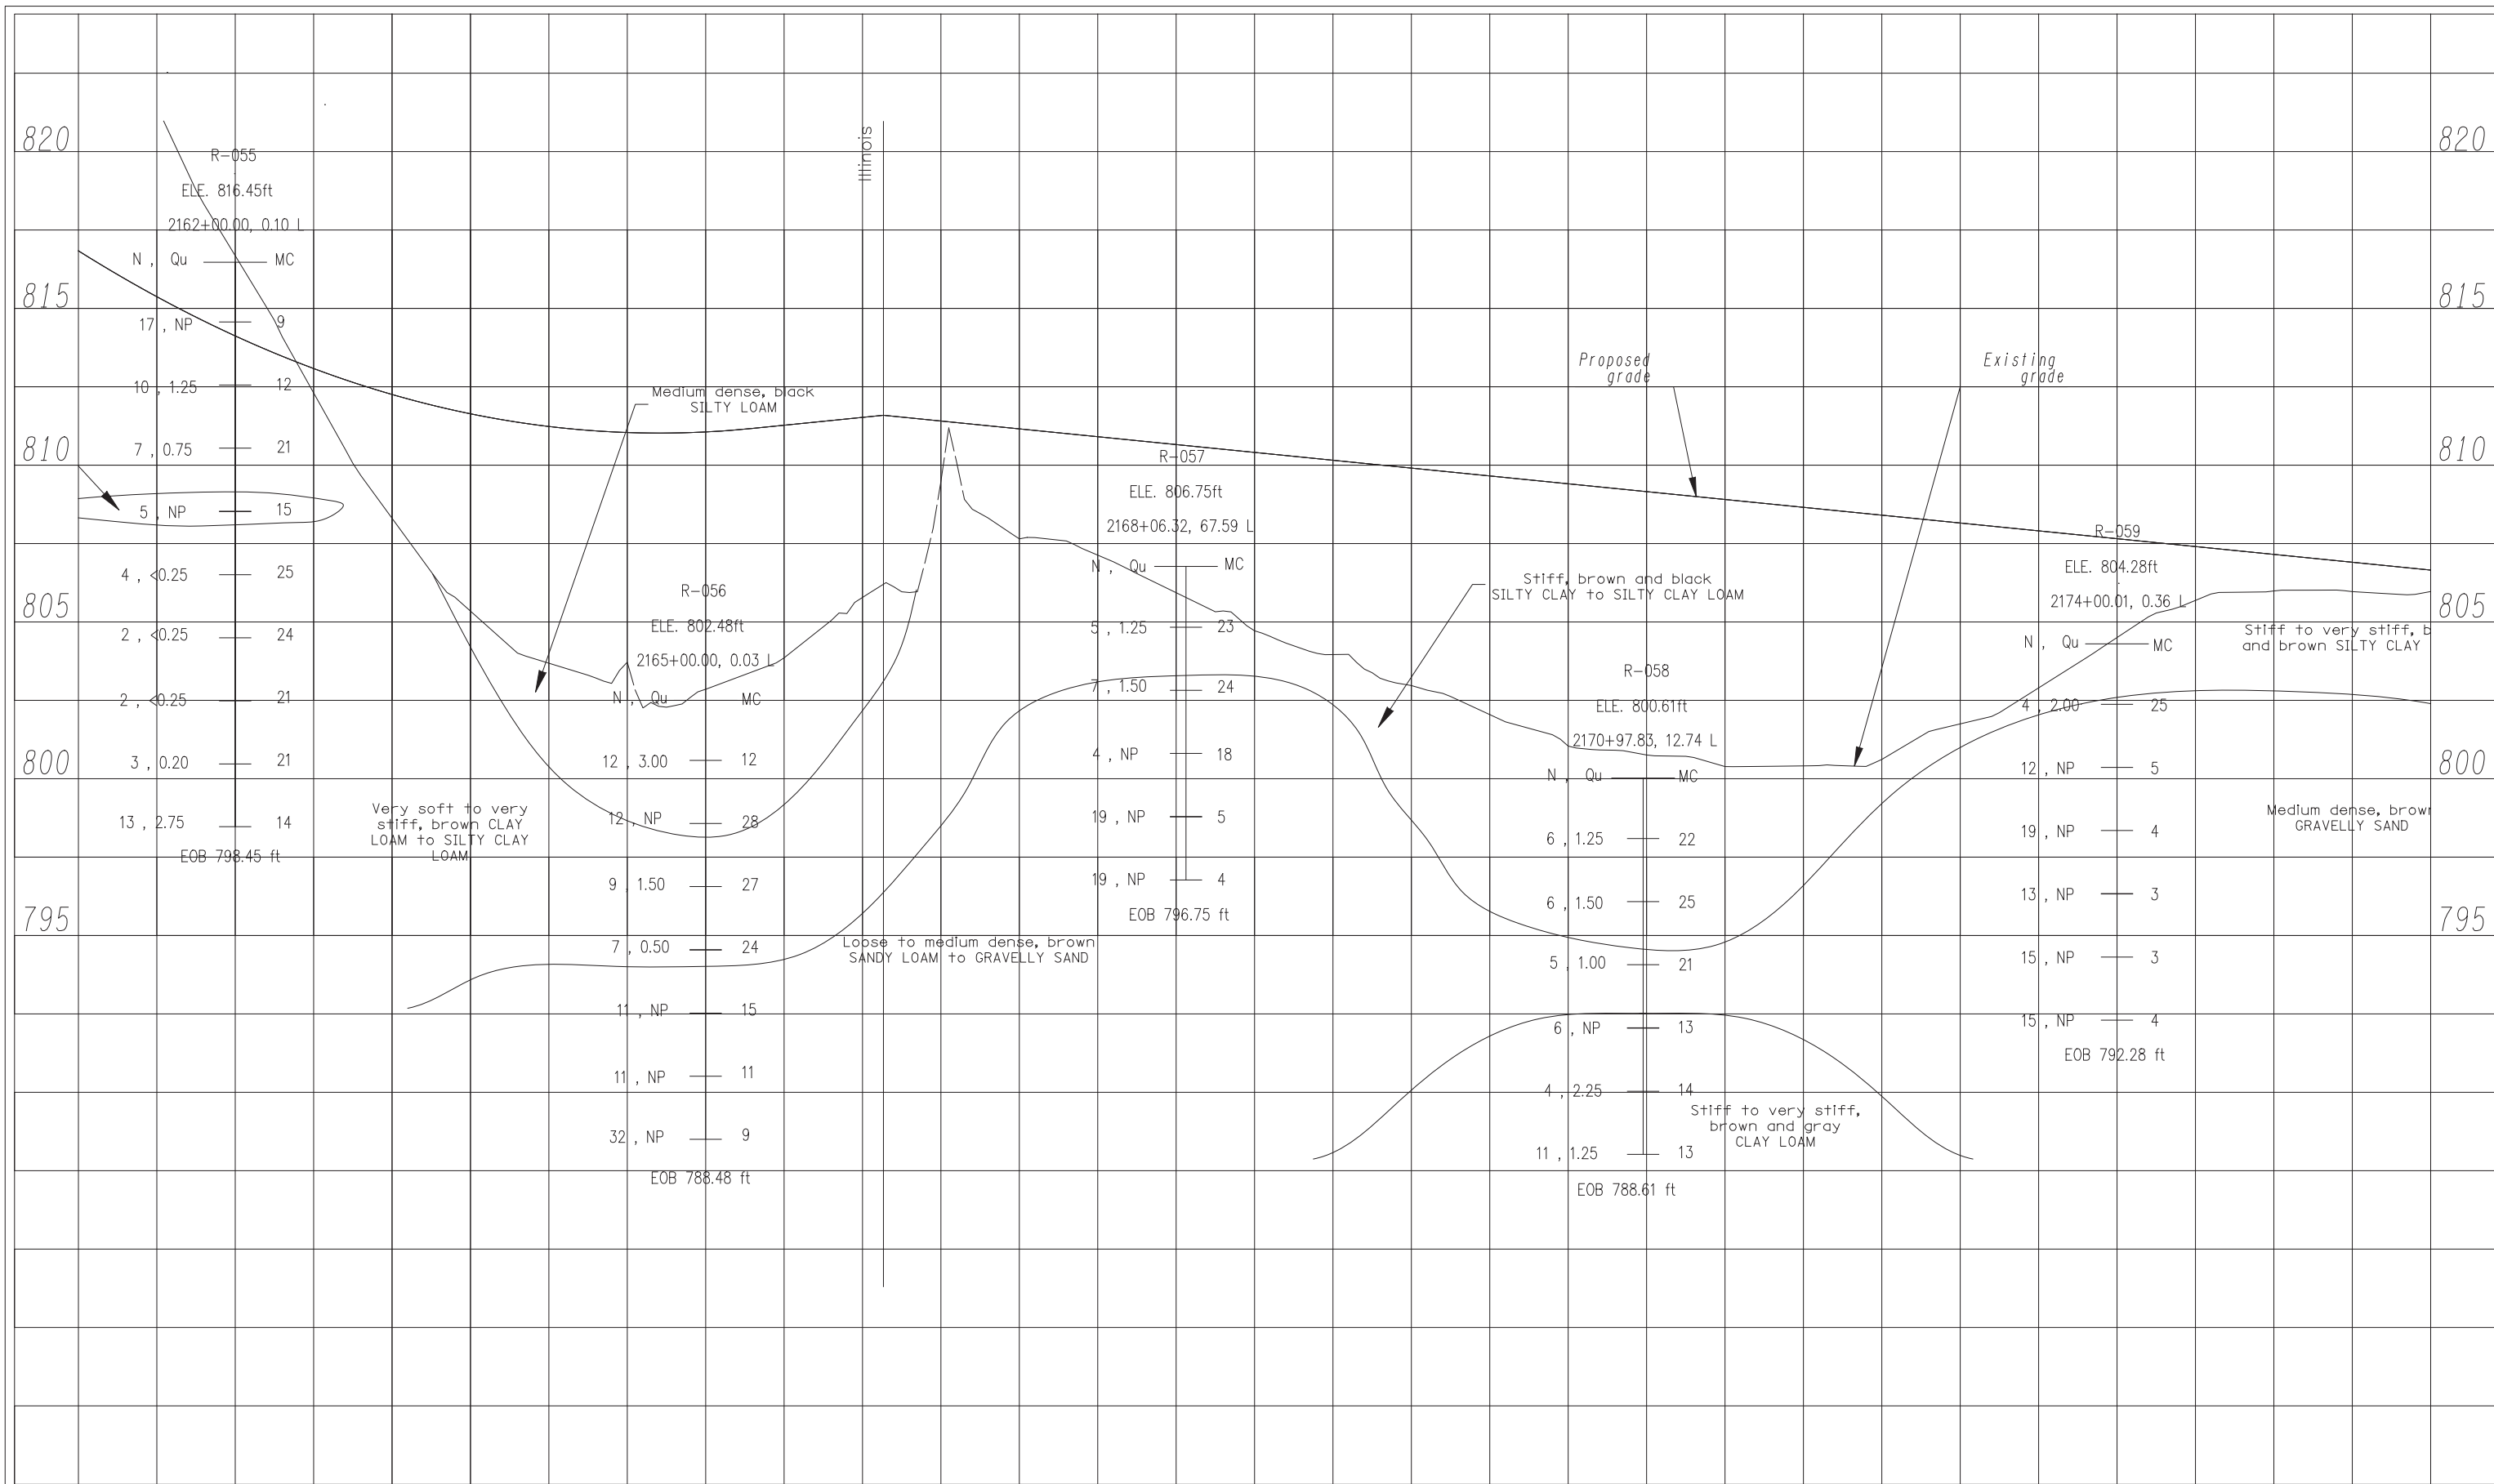 820
820
Illinois
R-055
ELE. 816.45ft
2162+00.00, 0.10 L
N , Qu MC
815
815
17 , NP 9
10 , 1.25 12
7 , 0.75 21
5 , NP 15
4 , <0.25 25
2 , <0.25 24
2 , <0.25 21
3 , 0.20 21
13 , 2.75 14
EOB 798.45 ft
810
810
805
805
800
800
795
795
Medium dense, black
SILTY LOAM
Very soft to very
stiff, brown CLAY
LOAM to SILTY CLAY
LOAM
R-056
ELE. 802.48ft
2165+00.00, 0.03 L
N , Qu MC
12 , 3.00 12
12 , NP 28
9 , 1.50 27
7 , 0.50 24
11 , NP 15
11 , NP 11
32 , NP 9
EOB 788.48 ft
Loose to medium dense, brown
SANDY LOAM to GRAVELLY SAND
R-057
ELE. 806.75ft
2168+06.32, 67.59 L
N , Qu MC
5 , 1.25 23
7 , 1.50 24
4 , NP 18
19 , NP 5
19 , NP 4
EOB 796.75 ft
Proposed
grade
Existing
grade
Stiff, brown and black
SILTY CLAY to SILTY CLAY LOAM
R-058
ELE. 800.61ft
2170+97.83, 12.74 L
N , Qu MC
6 , 1.25 22
6 , 1.50 25
5 , 1.00 21
6 , NP 13
4 , 2.25 14
11 , 1.25 13
EOB 788.61 ft
Stiff to very stiff,
brown and gray
CLAY LOAM
R-059
ELE. 804.28ft
2174+00.01, 0.36 L
N , Qu MC
4 , 2.00 25
12 , NP 5
19 , NP 4
13 , NP 3
15 , NP 3
15 , NP 4
EOB 792.28 ft
Stiff to very stiff, b
and brown SILTY CLAY
Medium dense, brown
GRAVELLY SAND